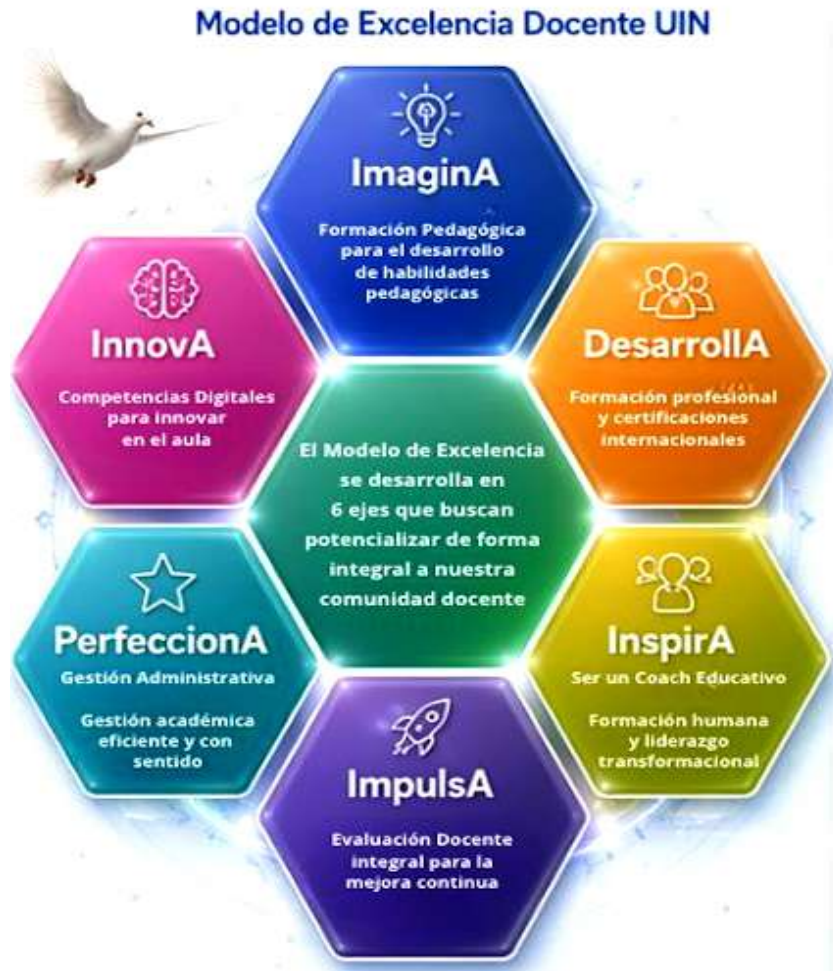 Modelo de Excelencia Docente UIN
ImaginA
Formación Pedagógica
para el desarrollo
de habilidades
pedagógicas
InnovA
Competencias Digitales
para innovar
en el aula
DesarrollA
Formación profesional
y certificaciones
internacionales
El Modelo de Excelencia
se desarrolla en
6 ejes que buscan
potencializar de forma
integral a nuestra
comunidad docente
PerfeccionA
Gestión Administrativa
Gestión académica
eficiente y con
sentido
InspirA
Ser un Coach Educativo
Formación humana
y liderazgo
transformacional
ImpulsA
Evaluación Docente
integral para la
mejora continua